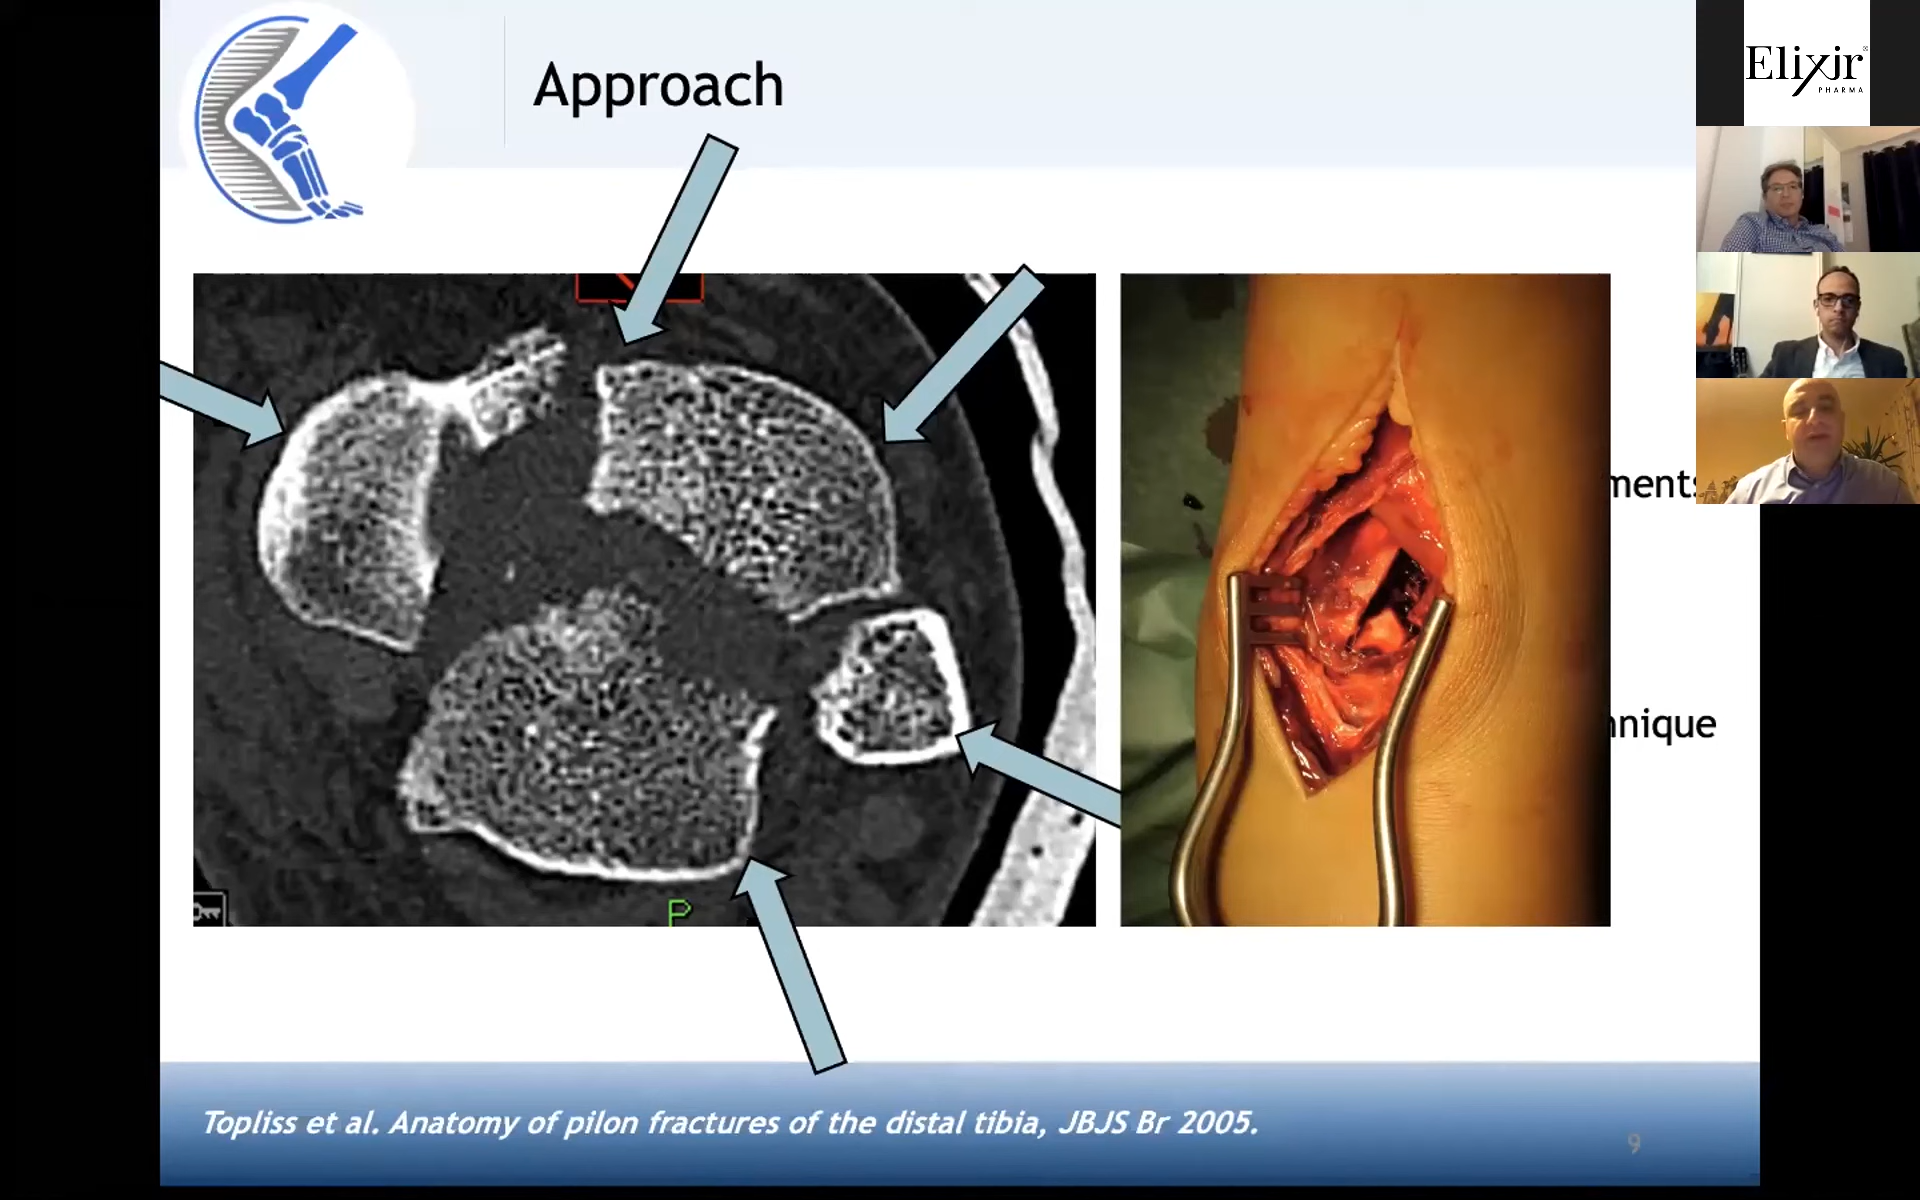 Approach
Elixir
PHARMA
ments
hnique
P
Topliss et al. Anatomy of pilon fractures of the distal tibia, JBJS Br 2005.
9